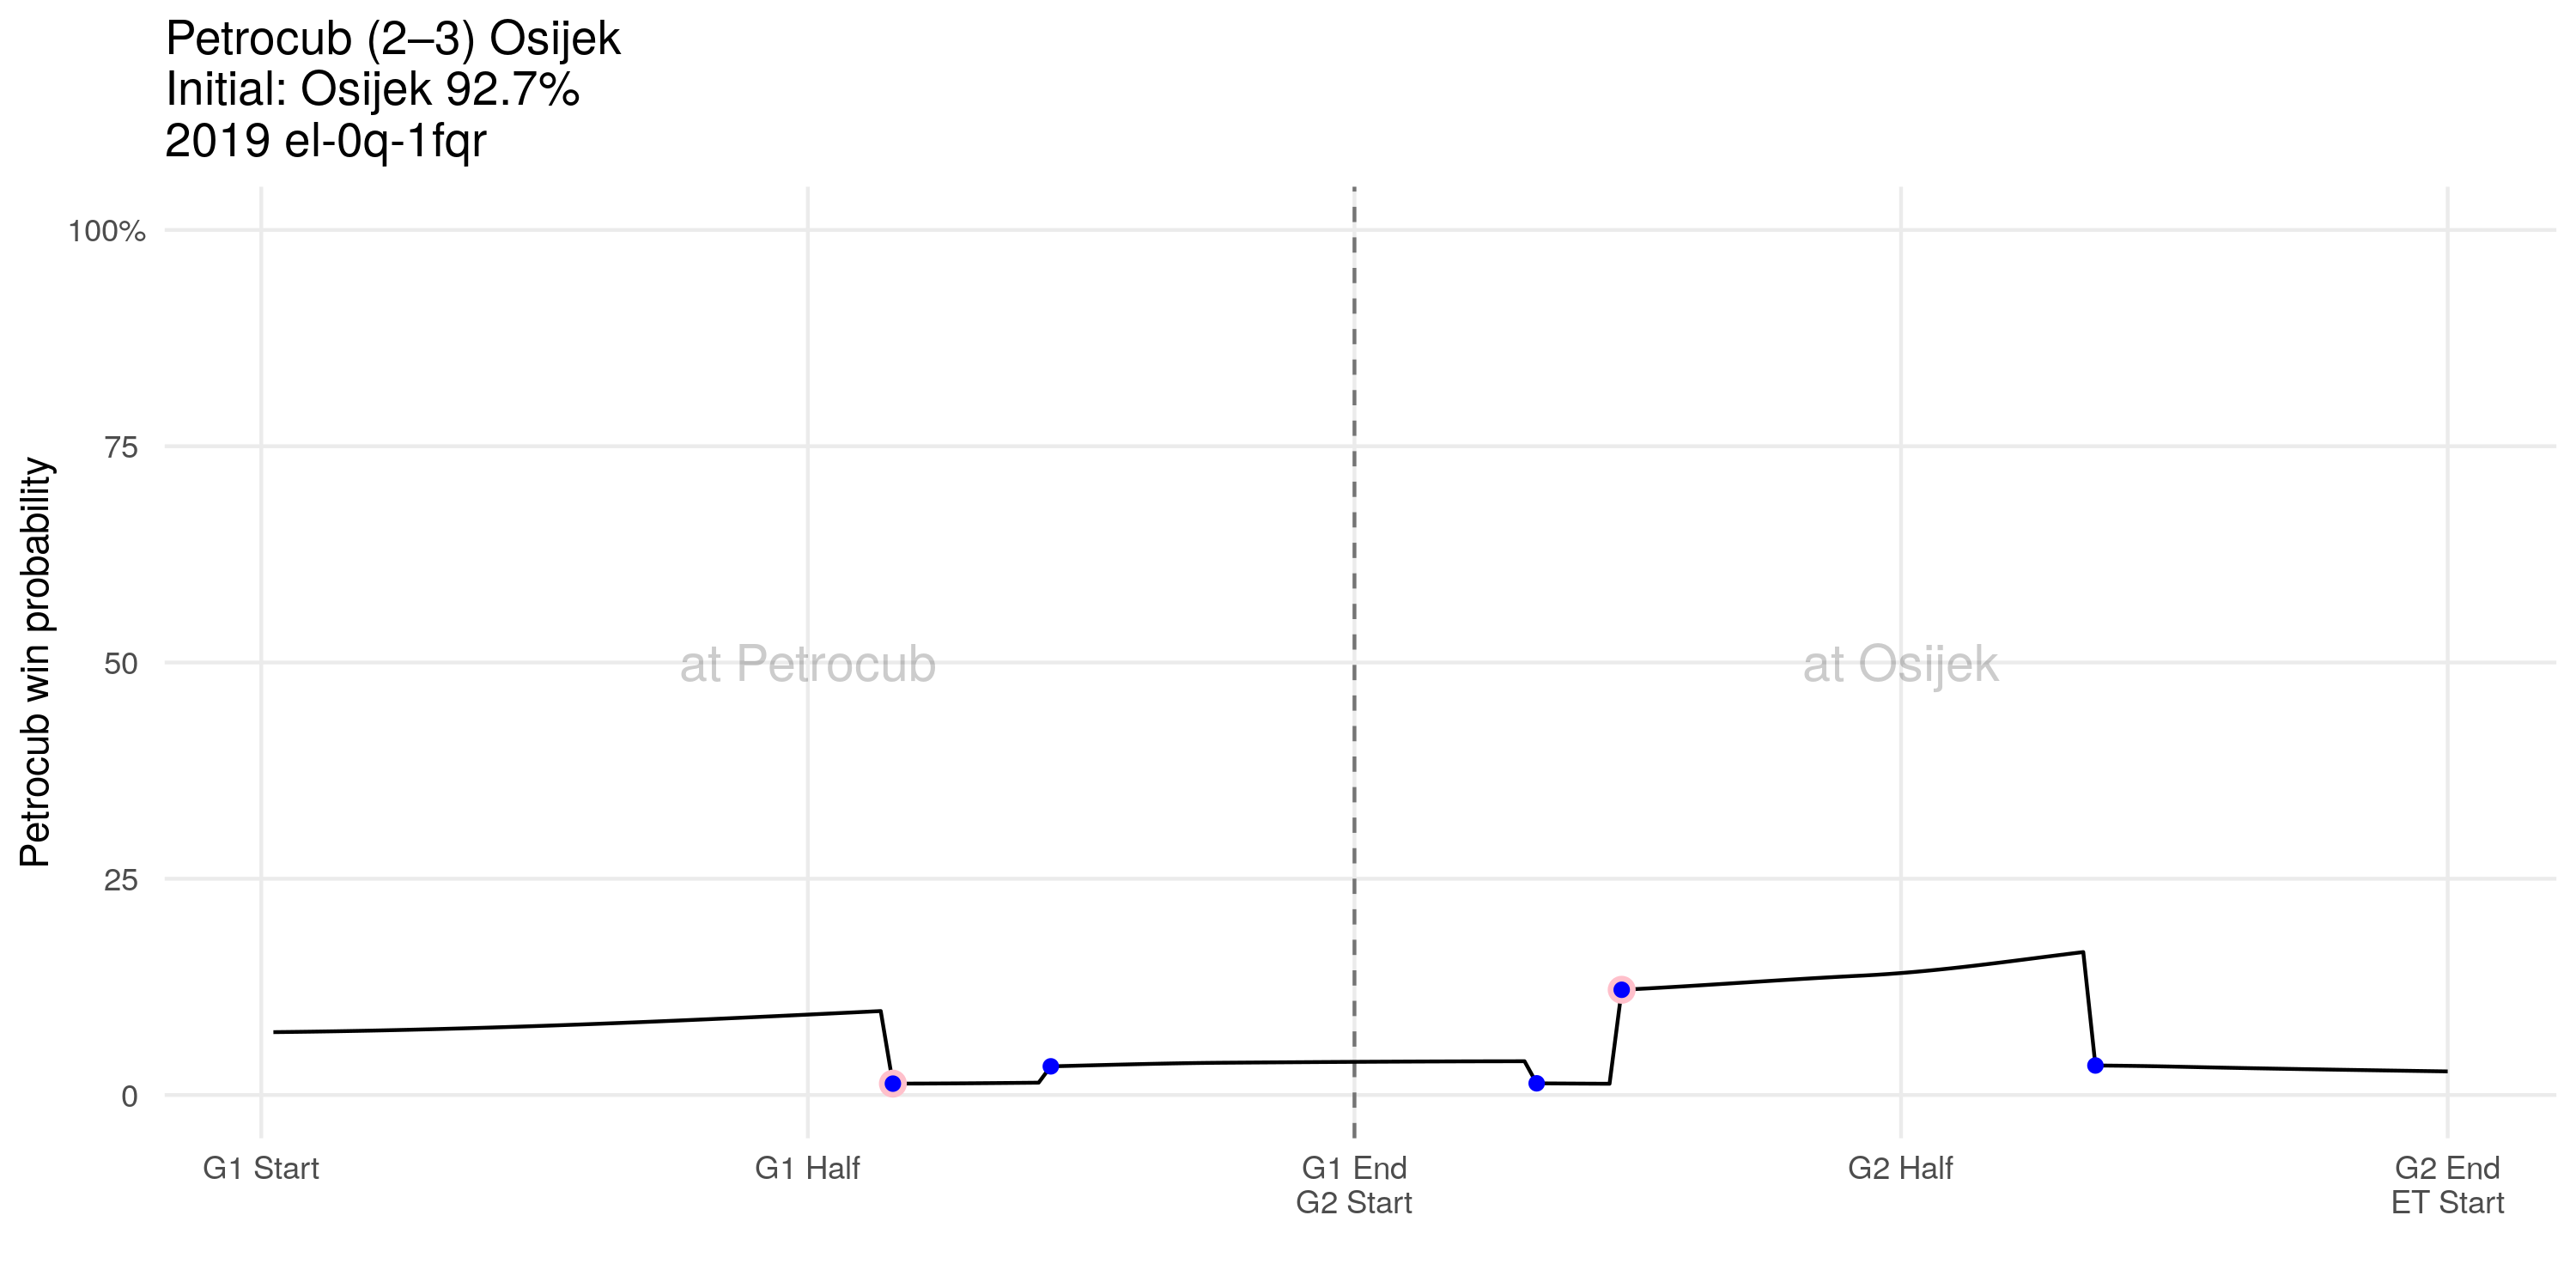 Petrocub (2–3) Osijek
Initial: Osijek 92.7%
2019 el-0q-1fqr
Petrocub win probability
100%
75
50
25
0
at Petrocub
at Osijek
G1 Start
G1 Half
G1 End
G2 Start
G2 Half
G2 End
ET Start